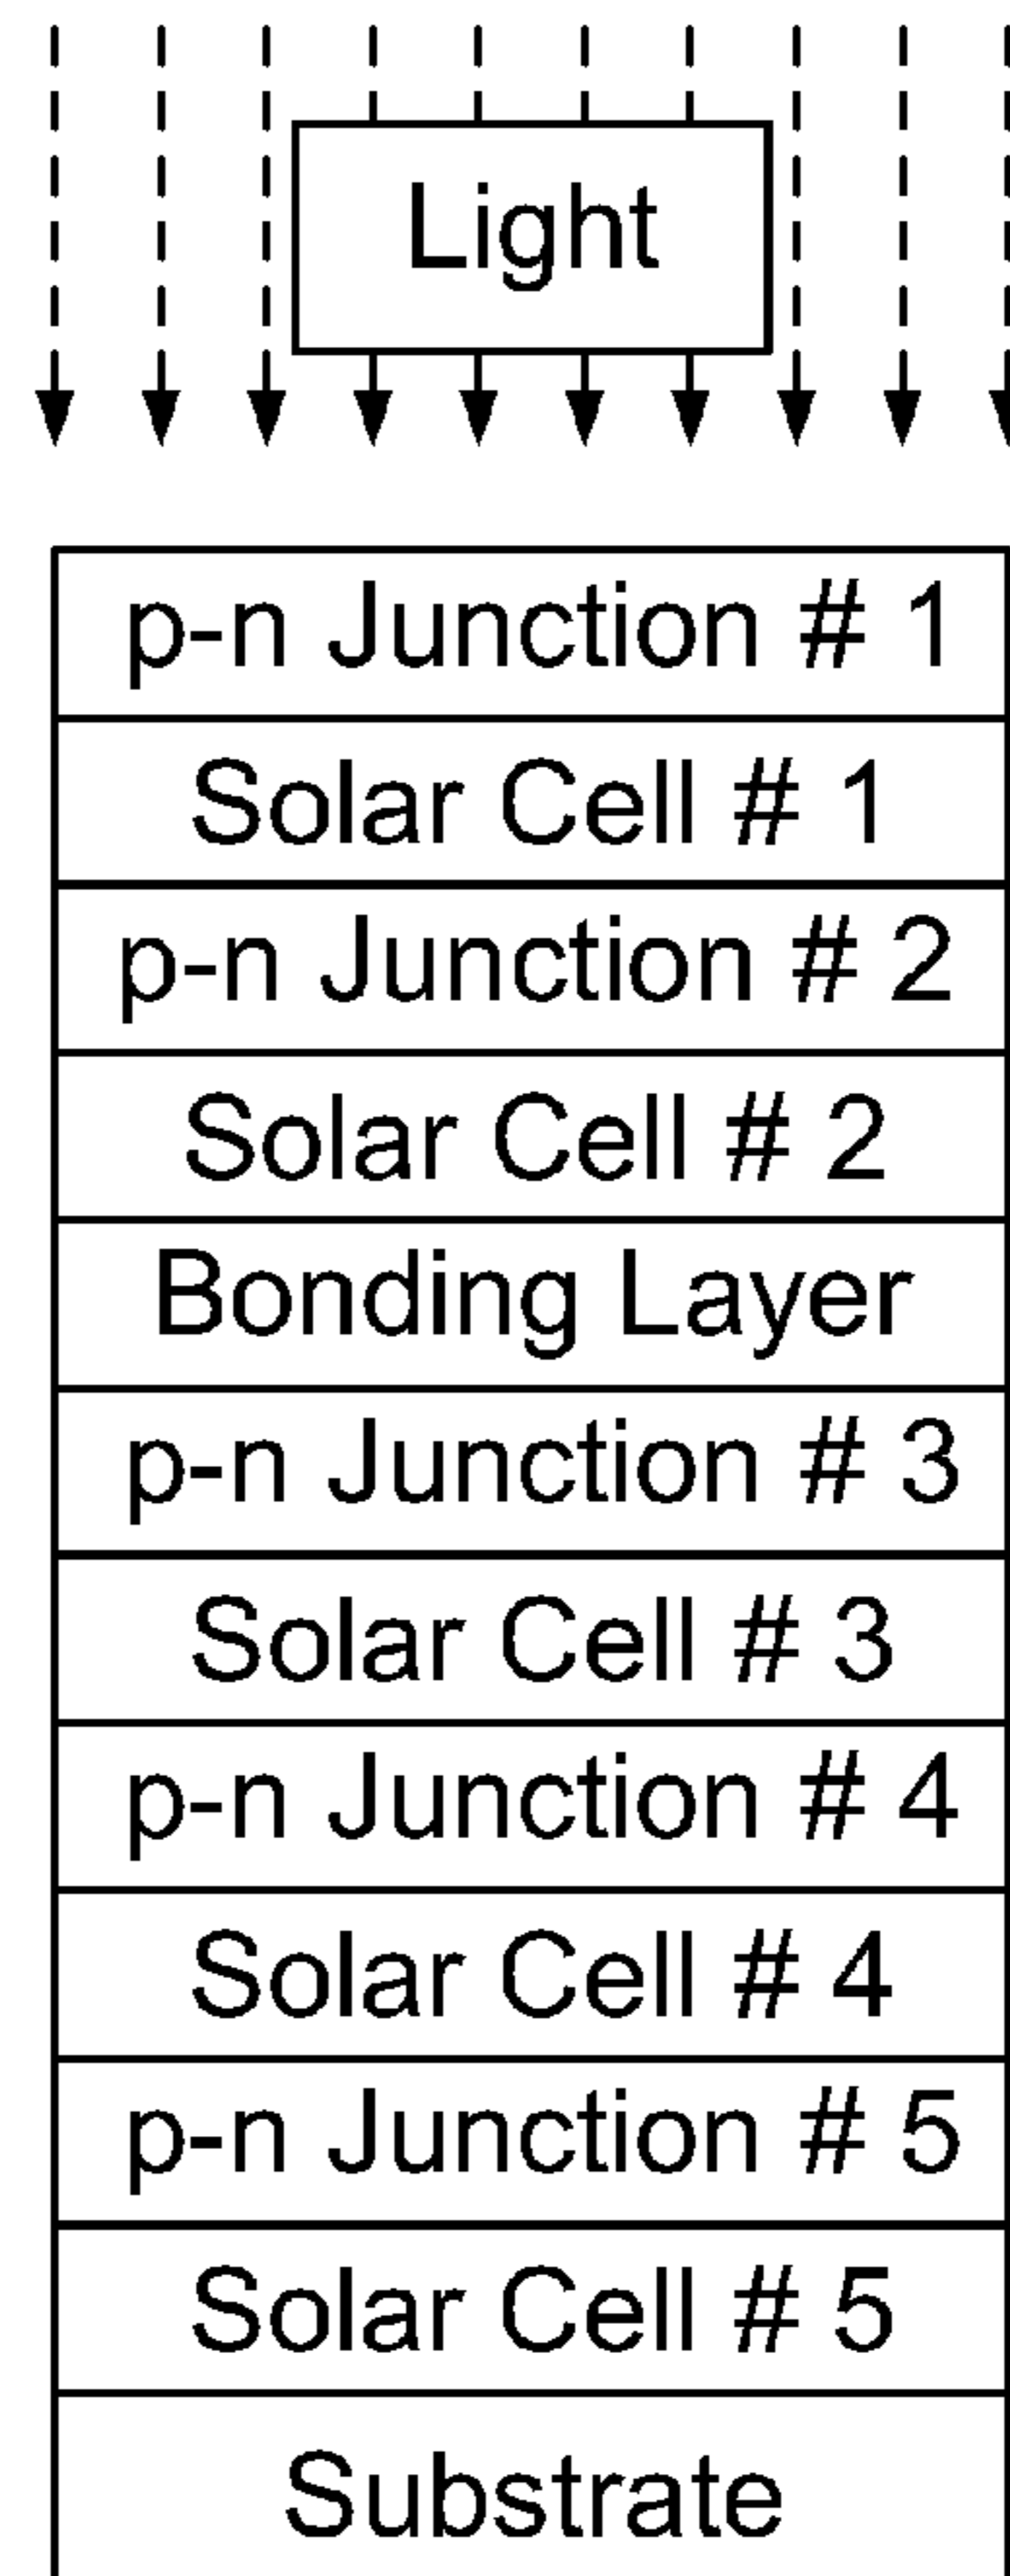 Light
p-n Junction # 1
Solar Cell # 1
p-n Junction # 2
Solar Cell # 2
Bonding Layer
p-n Junction # 3
Solar Cell # 3
p-n Junction # 4
Solar Cell # 4
p-n Junction # 5
Solar Cell # 5
Substrate